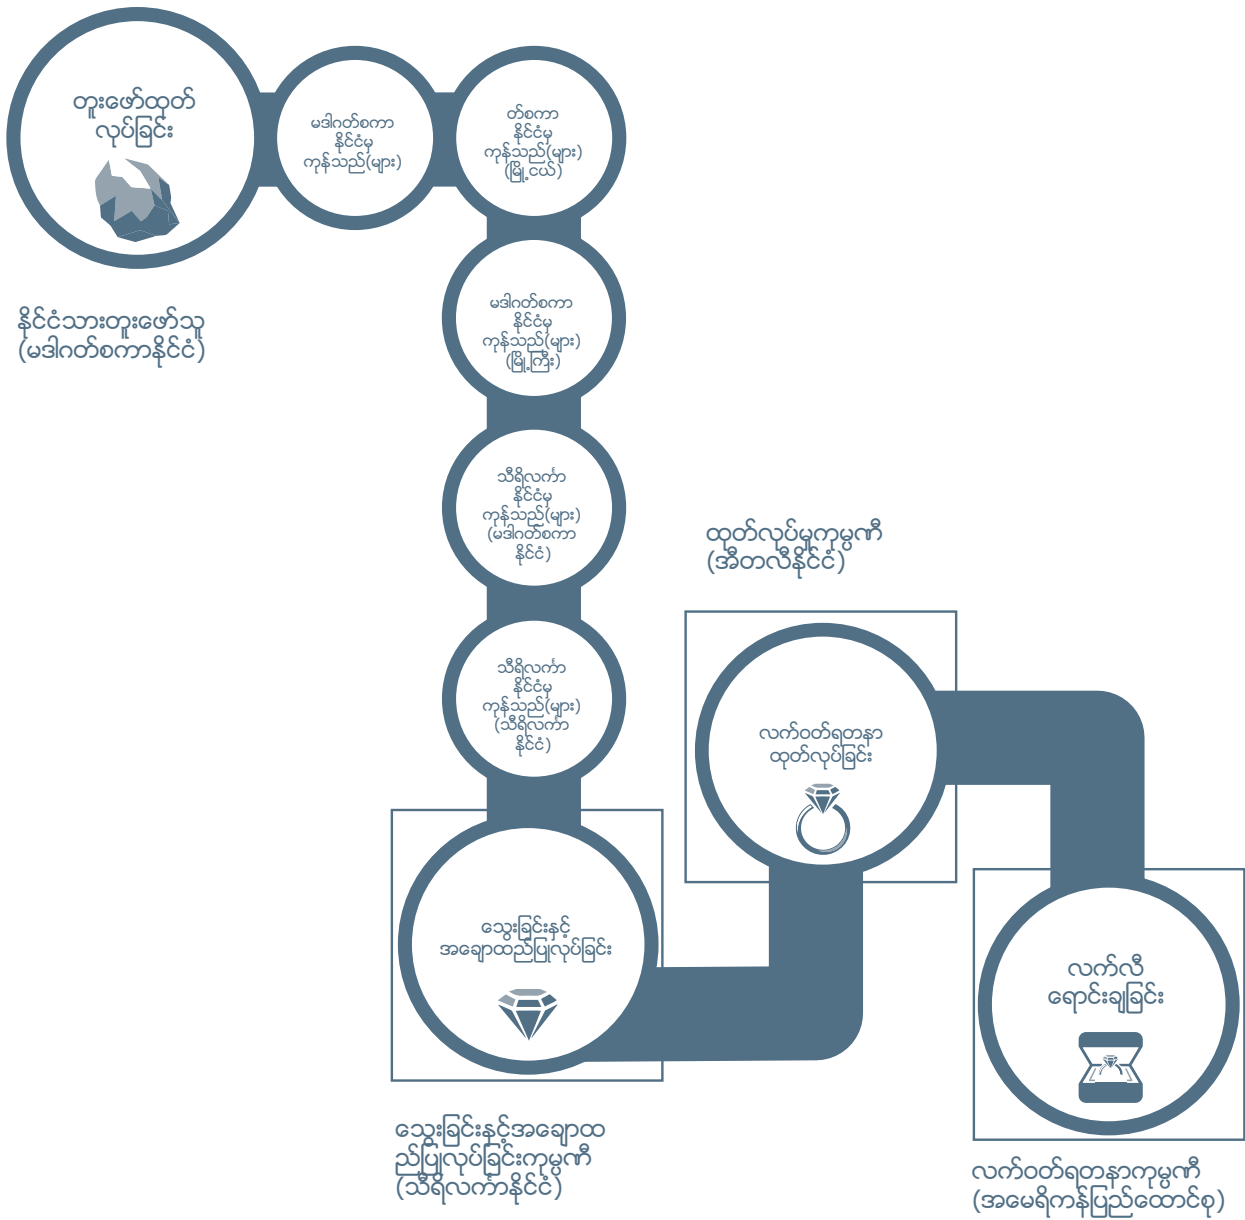 တူးဖော်ထုတ်
လုပ်ခြင်း
နိုင်ငံသားတူးဖော်သူ
(မဒါဂတ်စကာနိုင်ငံ)
မဒါဂတ်စကာ
နိုင်ငံမှ
ကုန်သည်(များ)
တ်စကာ
နိုင်ငံမှ
ကုန်သည်(များ)
(မြို့ငယ်)
မဒါဂတ်စကာ
နိုင်ငံမှ
ကုန်သည်(များ)
(မြို့ကြီး)
သီရိလင်္ကာ
နိုင်ငံမှ
ကုန်သည်(များ)
(မဒါဂတ်စကာ
နိုင်ငံ)
သီရိလင်္ကာ
နိုင်ငံမှ
ကုန်သည်(များ)
(သီရိလင်္ကာ
နိုင်ငံ)
သွေးခြင်းနှင့်
အချောထည်ပြုလုပ်ခြင်း
သွေးခြင်းနှင့်အချောထ
ည်ပြုလုပ်ခြင်းကုမ္ပဏီ
(သီရိလင်္ကာနိုင်ငံ)
ထုတ်လုပ်မှုကုမ္ပဏီ
(အီတလီနိုင်ငံ)
လက်ဝတ်ရတနာ
ထုတ်လုပ်ခြင်း
လက်လီ
ရောင်းချခြင်း
လက်ဝတ်ရတနာကုမ္ပဏီ
(အမေရိကန်ပြည်ထောင်စု)